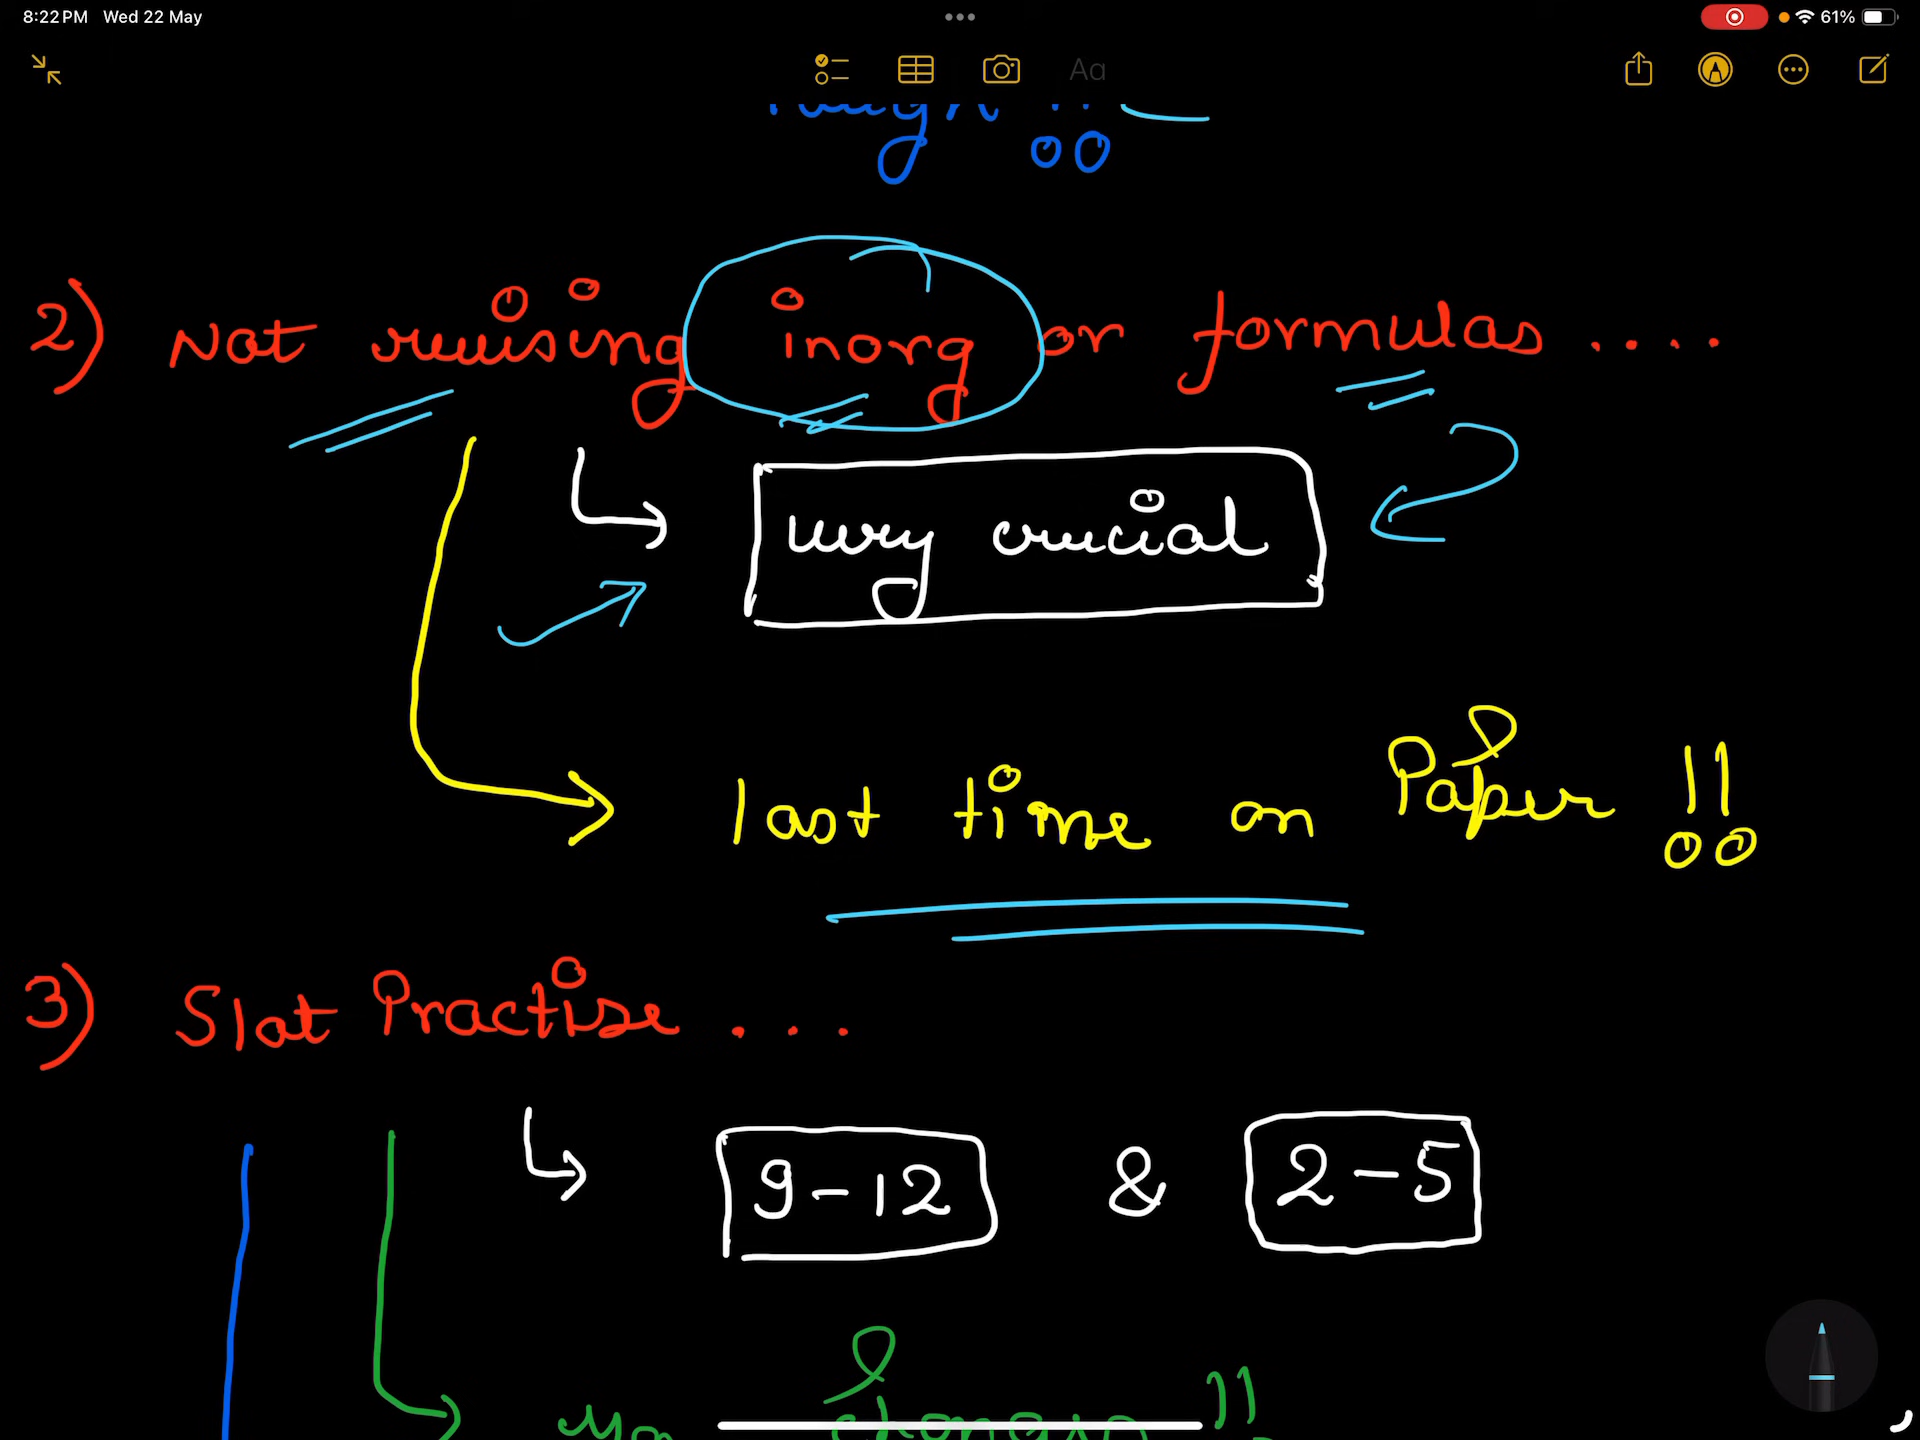 8:22 PM Wed 22 May
61%
Aa
2) Not revising inorg or formulas ....
very crucial
last time on Paper !!
3) Slot Practise ...
9-12 & 2-5